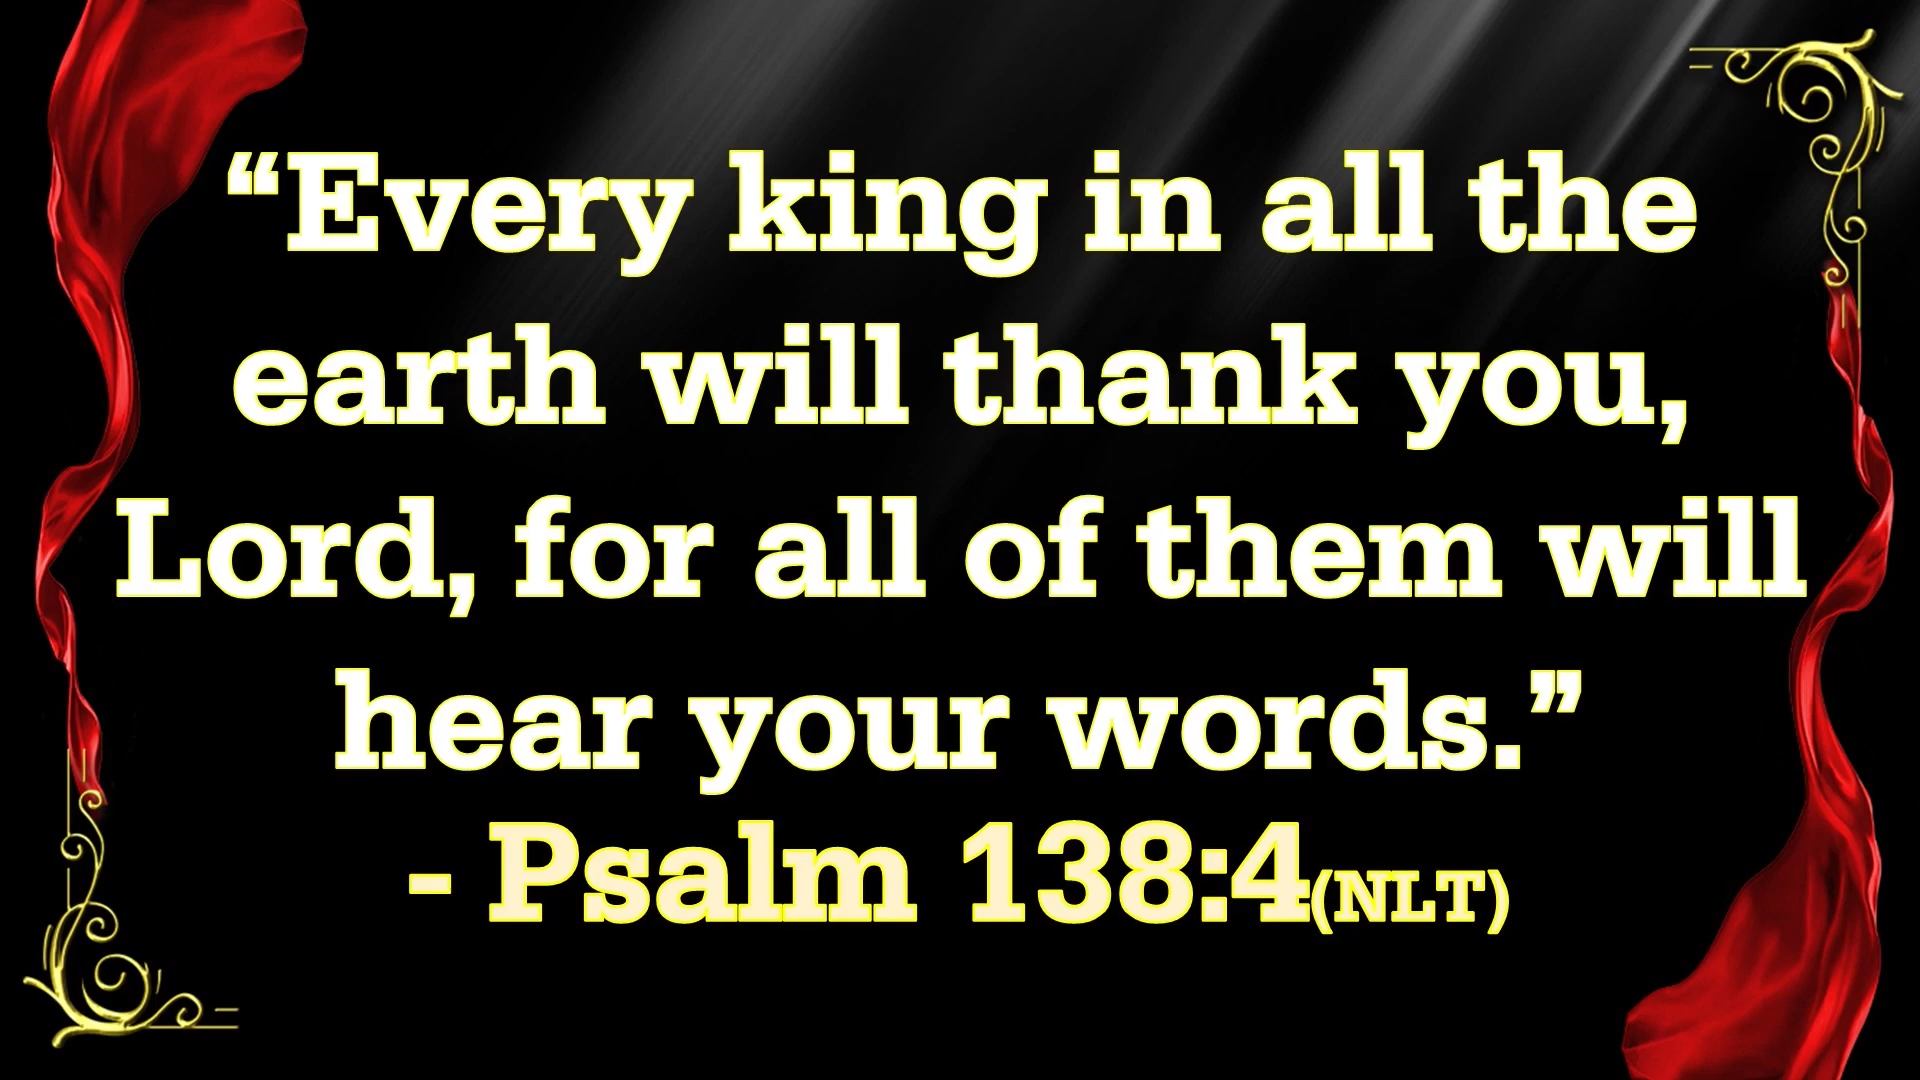 “Every king in all the
earth will thank you,
Lord, for all of them will
hear your words.”
- Psalm 138:4(NLT)